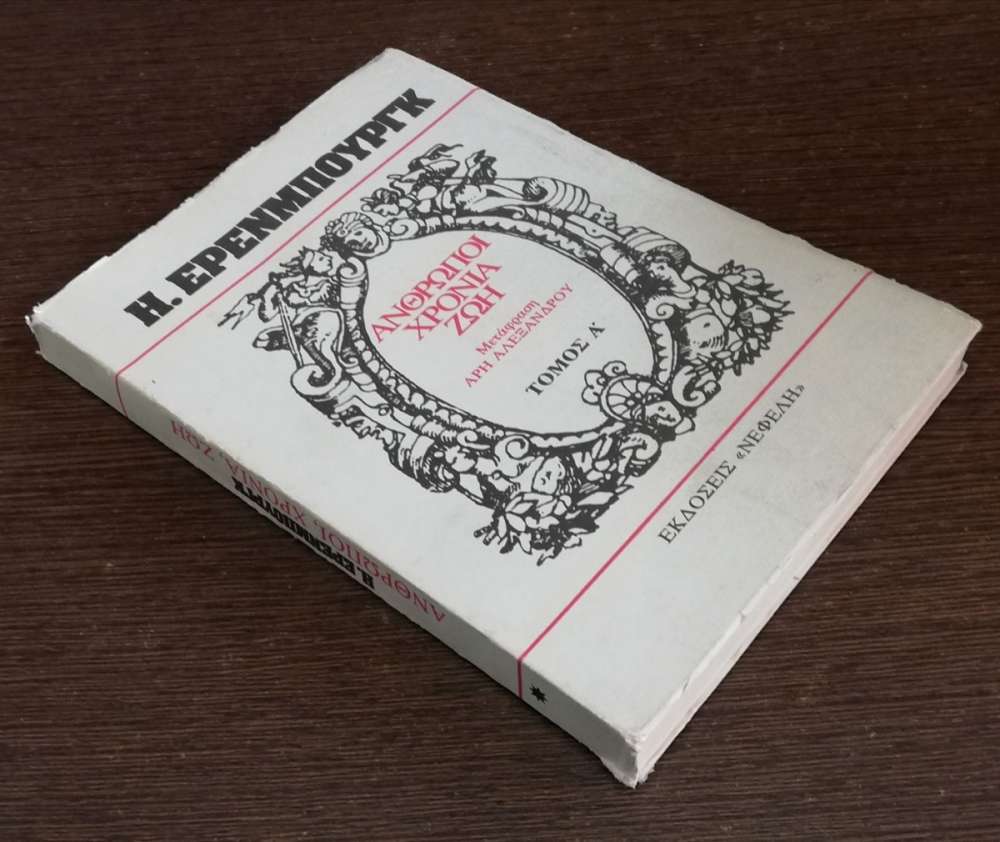 Η. ΕΡΕΝΜΠΟΥΡΓΚ
ΑΝΘΡΩΠΟΙ
ΧΡΟΝΙΑ
ΖΩΗ
Μετάφραση
ΑΡΗ ΑΛΕΞΑΝΔΡΟΥ
ΤΟΜΟΣ Α'
ΕΚΔΟΣΕΙΣ «ΝΕΦΕΛΗ»
Η. ΕΡΕΝΜΠΟΥΡΓΚ
ΑΝΘΡΩΠΟΙ, ΧΡΟΝΙΑ, ΖΩΗ
*